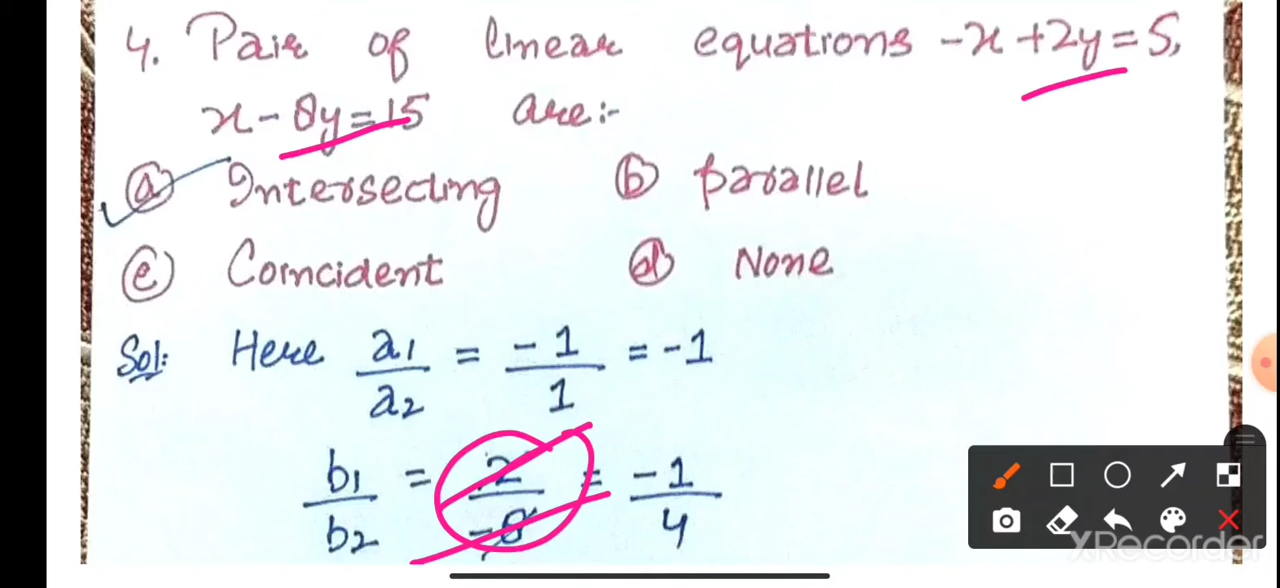 4. Pair of linear equations -x+2y=5,
x-8y=15 are:-
(a) Intersecting (b) parallel
(c) Coincident (d) None
Sol: Here a1/a2 = -1/1 = -1
b1/b2 = 2/-8 = -1/4
XRecorder